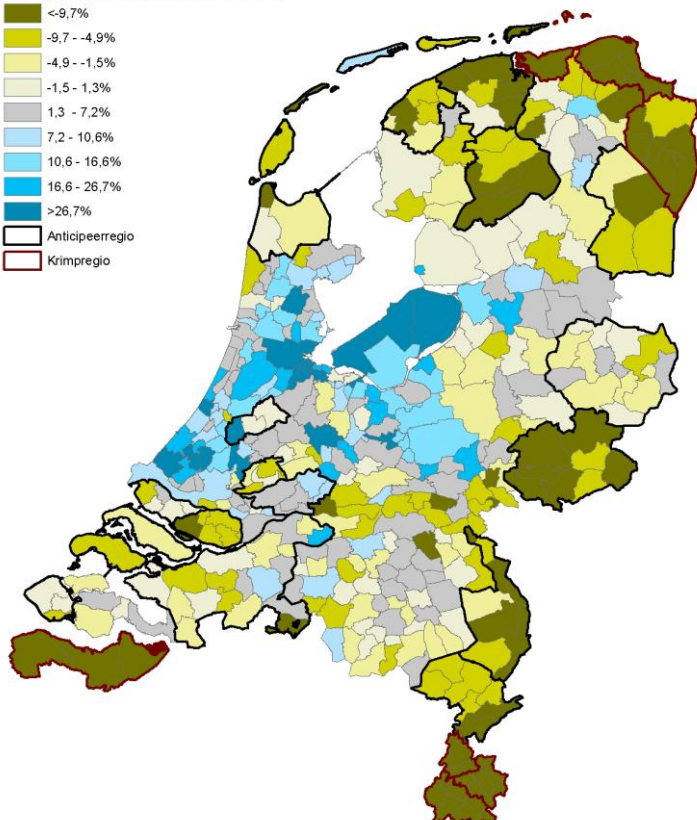 <-9,7%
-9,7 - -4,9%
-4,9 - -1,5%
-1,5 - 1,3%
1,3 - 7,2%
7,2 - 10,6%
10,6 - 16,6%
16,6 - 26,7%
>26,7%
Anticipeerregio
Krimpregio